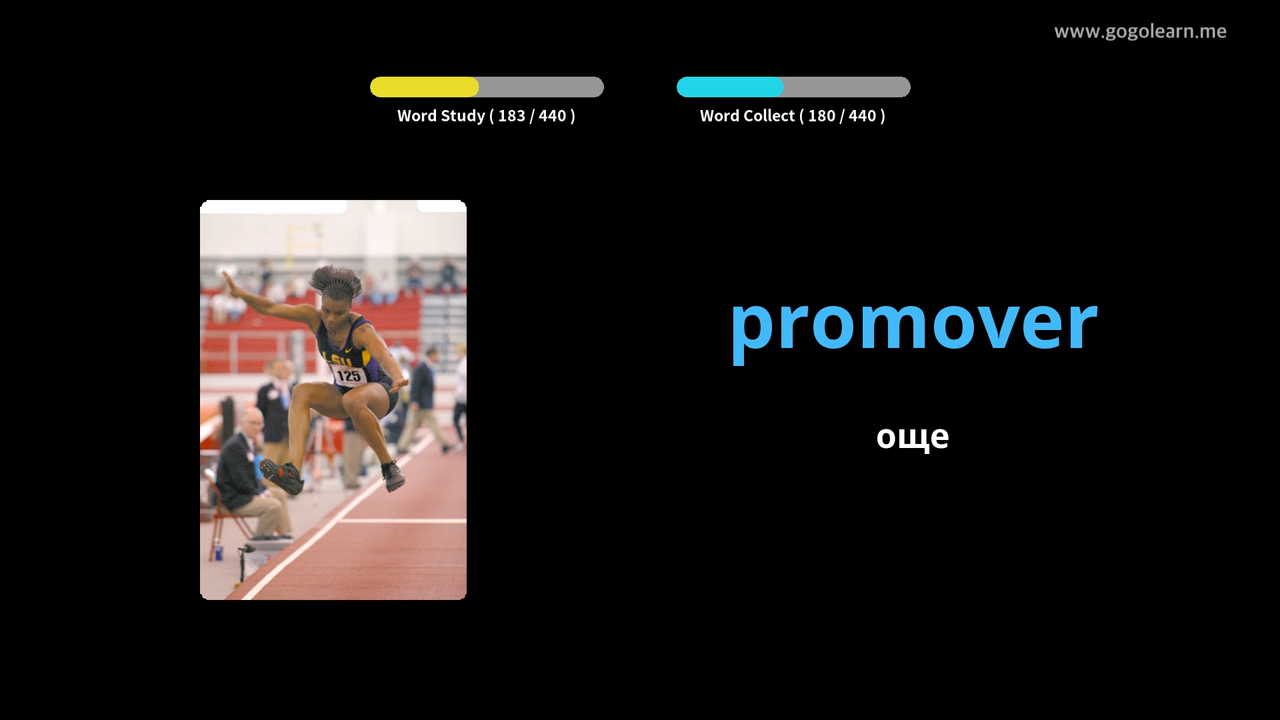 www.gogolearn.me
Word Study ( 183 / 440 )
Word Collect ( 180 / 440 )
LSU
125
promover
още